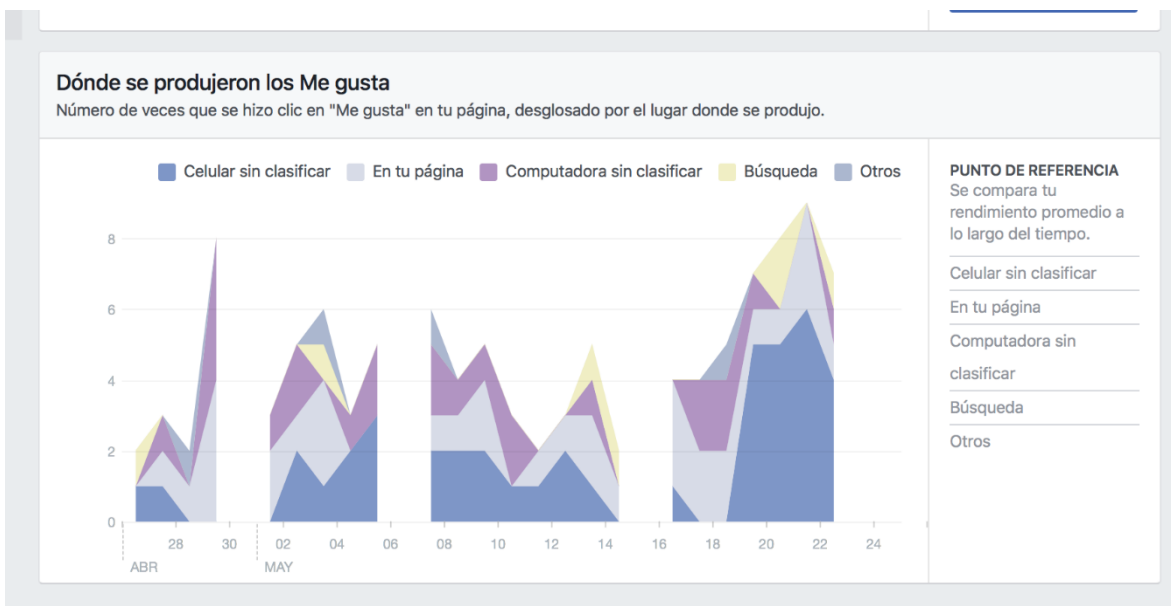 Dónde se produjeron los Me gusta
Número de veces que se hizo clic en "Me gusta" en tu página, desglosado por el lugar donde se produjo.
Celular sin clasificar En tu página Computadora sin clasificar Búsqueda Otros
8
6
4
2
0
28 30 02 04 06 08 10 12 14 16 18 20 22 24
ABR MAY
PUNTO DE REFERENCIA
Se compara tu
rendimiento promedio a
lo largo del tiempo.
Celular sin clasificar
En tu página
Computadora sin
clasificar
Búsqueda
Otros